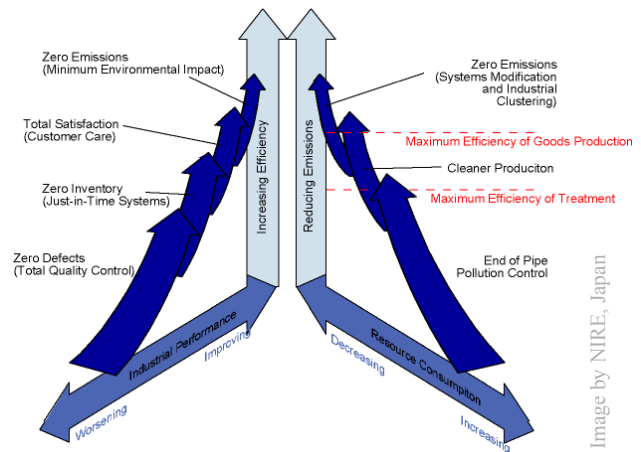 Zero Emissions
(Minimum Environmental Impact)
Total Satisfaction
(Customer Care)
Zero Inventory
(Just-in-Time Systems)
Zero Defects
(Total Quality Control)
Increasing Efficiency
Industrial Performance
Improving
Worsening
Zero Emissions
(Systems Modification
and Industrial
Clustering)
Maximum Efficiency of Goods Production
Cleaner Produciton
Maximum Efficiency of Treatment
End of Pipe
Pollution Control
Reducing Emissions
Resource Consumpiton
Decreasing
Increasing
Image by NIRE, Japan